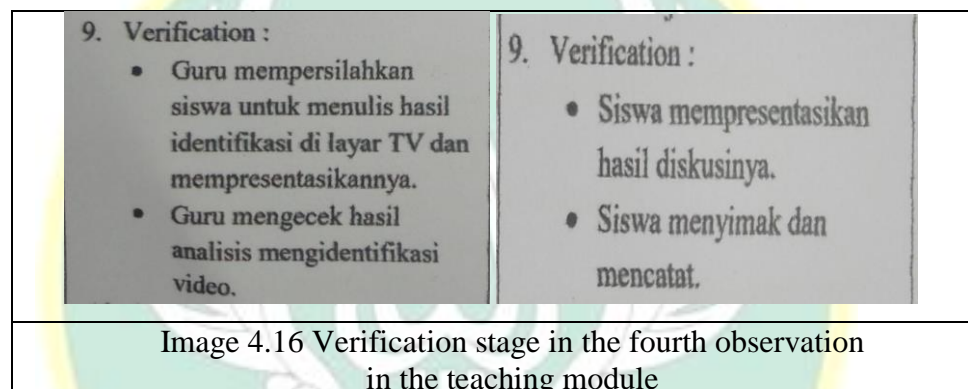 9. Verification :
• Guru mempersilahkan
siswa untuk menulis hasil
identifikasi di layar TV dan
mempresentasikannya.
• Guru mengecek hasil
analisis mengidentifikasi
video.
9. Verification :
• Siswa mempresentasikan
hasil diskusinya.
• Siswa menyimak dan
mencatat.
Image 4.16 Verification stage in the fourth observation
in the teaching module